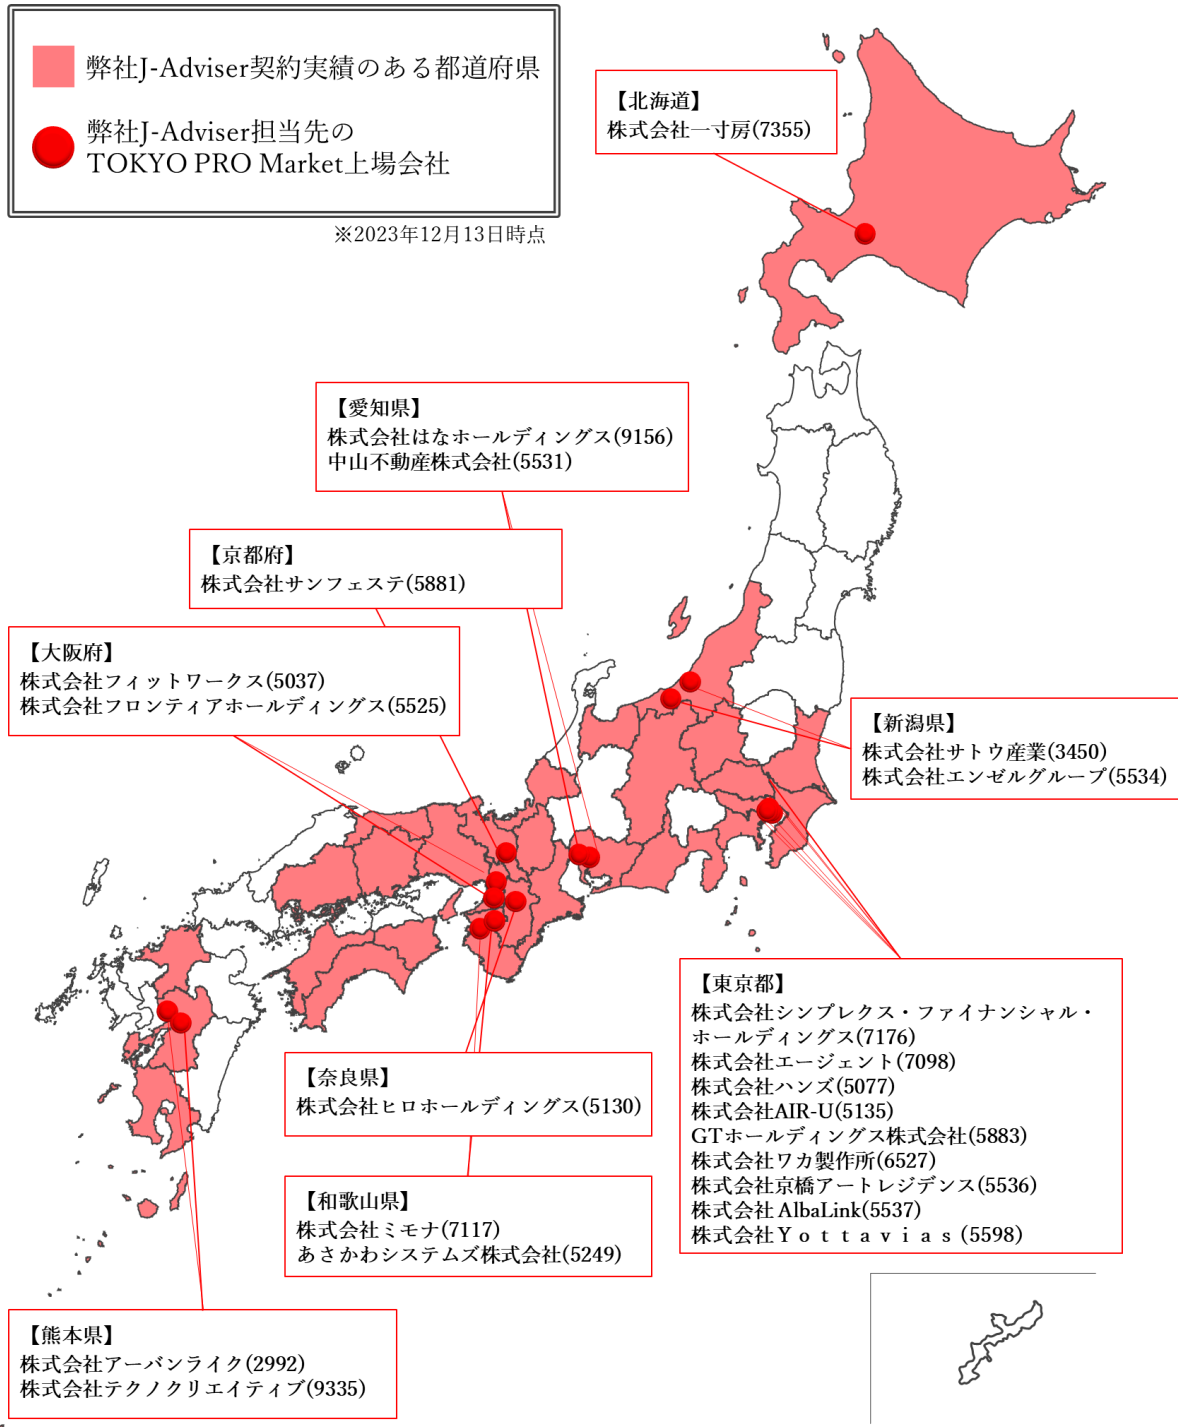 弊社J-Adviser契約実績のある都道府県
弊社J-Adviser担当先の
TOKYO PRO Market上場会社
※2023年12月13日時点
【北海道】
株式会社一寸房(7355)
【愛知県】
株式会社はなホールディングス(9156)
中山不動産株式会社(5531)
【京都府】
株式会社サンフェステ(5881)
【大阪府】
株式会社フィットワークス(5037)
株式会社フロンティアホールディングス(5525)
【新潟県】
株式会社サトウ産業(3450)
株式会社エンゼルグループ(5534)
【東京都】
株式会社シンプレクス・ファイナンシャル・
ホールディングス(7176)
株式会社エージェント(7098)
株式会社ハンズ(5077)
株式会社AIR-U(5135)
GTホールディングス株式会社(5883)
株式会社ワカ製作所(6527)
株式会社京橋アートレジデンス(5536)
株式会社AlbaLink(5537)
株式会社Ｙｏｔｔａｖｉａｓ(5598)
【奈良県】
株式会社ヒロホールディングス(5130)
【和歌山県】
株式会社ミモナ(7117)
あさかわシステムズ株式会社(5249)
【熊本県】
株式会社アーバンライク(2992)
株式会社テクノクリエイティブ(9335)